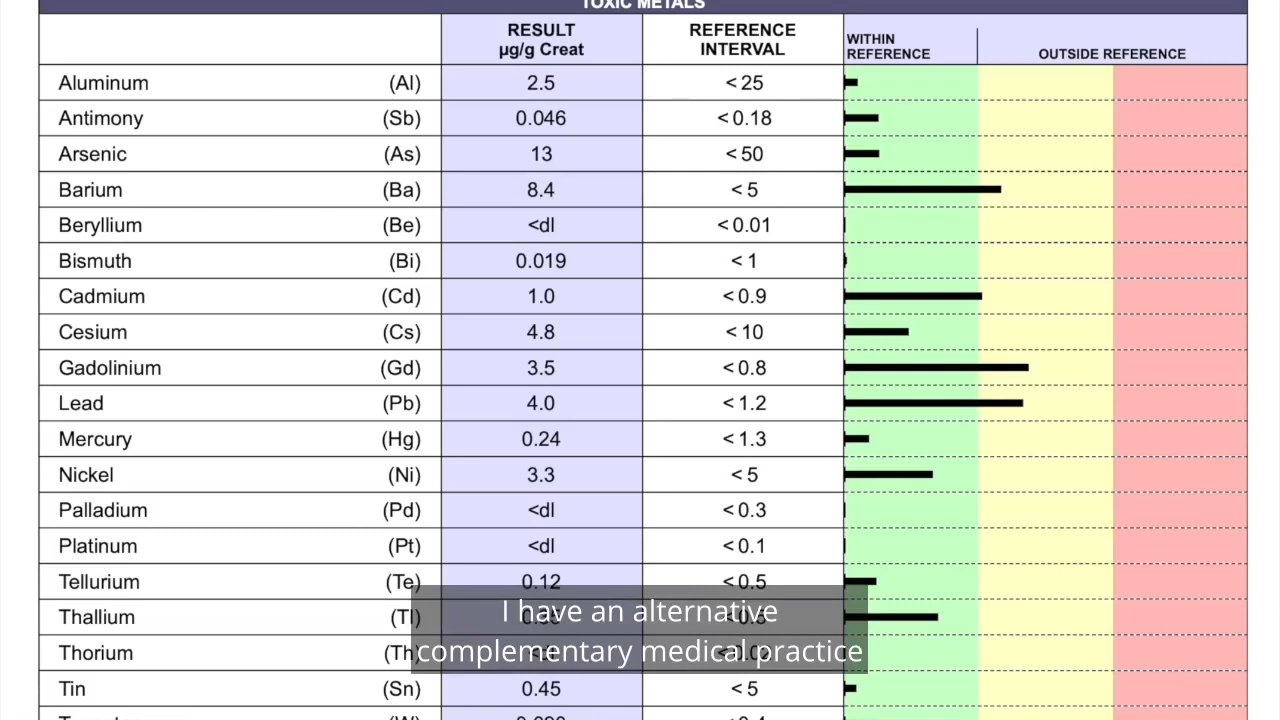 TOXIC METALS
RESULT
µg/g Creat
REFERENCE
INTERVAL
WITHIN
REFERENCE
OUTSIDE REFERENCE
Aluminum (Al) 2.5 < 25
Antimony (Sb) 0.046 < 0.18
Arsenic (As) 13 < 50
Barium (Ba) 8.4 < 5
Beryllium (Be) <dl < 0.01
Bismuth (Bi) 0.019 < 1
Cadmium (Cd) 1.0 < 0.9
Cesium (Cs) 4.8 < 10
Gadolinium (Gd) 3.5 < 0.8
Lead (Pb) 4.0 < 1.2
Mercury (Hg) 0.24 < 1.3
Nickel (Ni) 3.3 < 5
Palladium (Pd) <dl < 0.3
Platinum (Pt) <dl < 0.1
Tellurium (Te) 0.12 < 0.5
Thallium (Tl)
I have an alternative
Thorium (Th)
complementary medical practice
Tin (Sn) 0.45 < 5